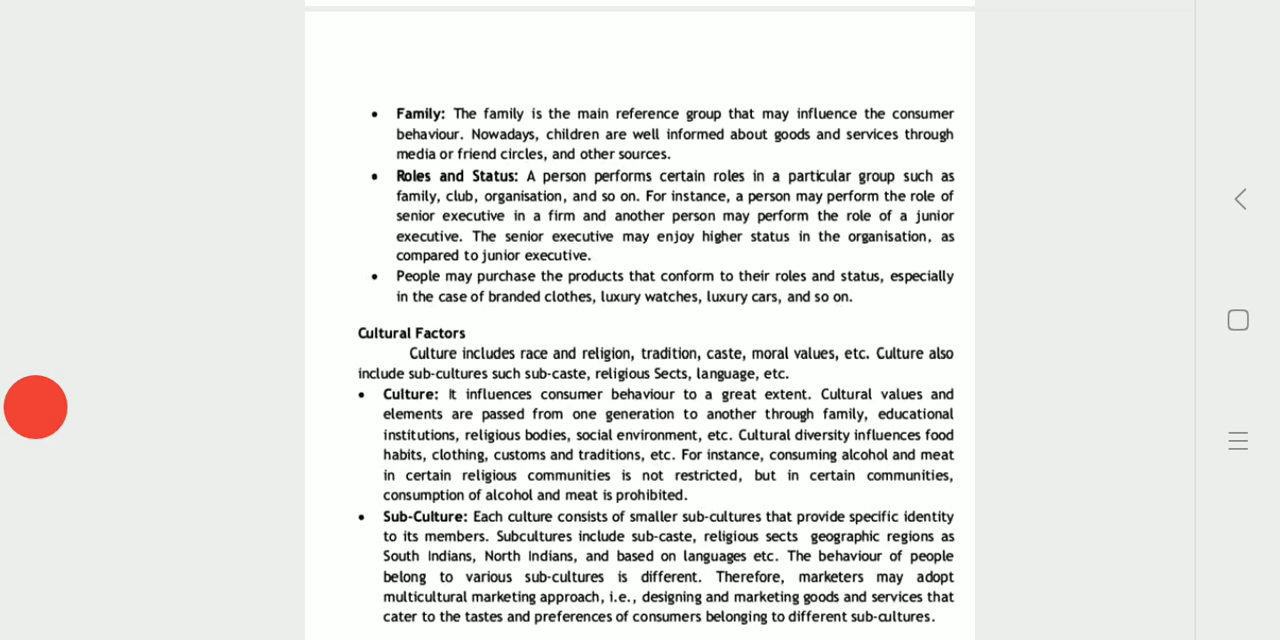 • Family: The family is the main reference group that may influence the consumer
behaviour. Nowadays, children are well informed about goods and services through
media or friend circles, and other sources.
• Roles and Status: A person performs certain roles in a particular group such as
family, club, organisation, and so on. For instance, a person may perform the role of
senior executive in a firm and another person may perform the role of a junior
executive. The senior executive may enjoy higher status in the organisation, as
compared to junior executive.
• People may purchase the products that conform to their roles and status, especially
in the case of branded clothes, luxury watches, luxury cars, and so on.
Cultural Factors
Culture includes race and religion, tradition, caste, moral values, etc. Culture also
include sub-cultures such sub-caste, religious Sects, language, etc.
• Culture: It influences consumer behaviour to a great extent. Cultural values and
elements are passed from one generation to another through family, educational
institutions, religious bodies, social environment, etc. Cultural diversity influences food
habits, clothing, customs and traditions, etc. For instance, consuming alcohol and meat
in certain religious communities is not restricted, but in certain communities,
consumption of alcohol and meat is prohibited.
• Sub-Culture: Each culture consists of smaller sub-cultures that provide specific identity
to its members. Subcultures include sub-caste, religious sects geographic regions as
South Indians, North Indians, and based on languages etc. The behaviour of people
belong to various sub-cultures is different. Therefore, marketers may adopt
multicultural marketing approach, i.e., designing and marketing goods and services that
cater to the tastes and preferences of consumers belonging to different sub-cultures.